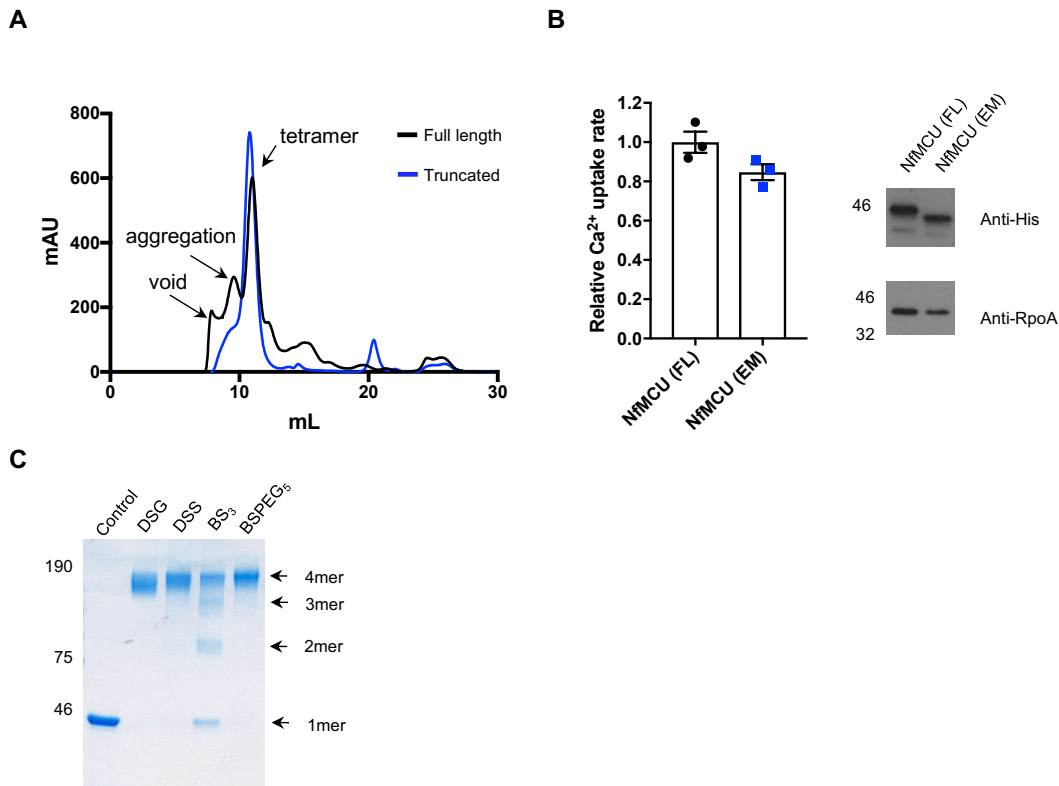 A
800
600
400
200
0
mAU
0
10
20
30
mL
void
aggregation
tetramer
Full length
Truncated
B
1.2
1.0
0.8
0.6
0.4
0.2
0.0
Relative Ca²⁺ uptake rate
NfMCU (FL)
NfMCU (EM)
NfMCU (FL)
NfMCU (EM)
46
Anti-His
46
32
Anti-RpoA
C
Control
DSG
DSS
BS₃
BSPEG₅
190
75
46
4mer
3mer
2mer
1mer